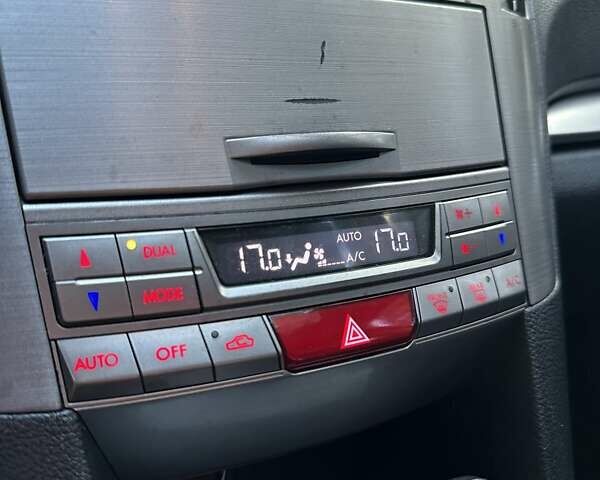 DUAL
MODE
17.0 AUTO 17.0
A/C
AUTO
OFF
A/C